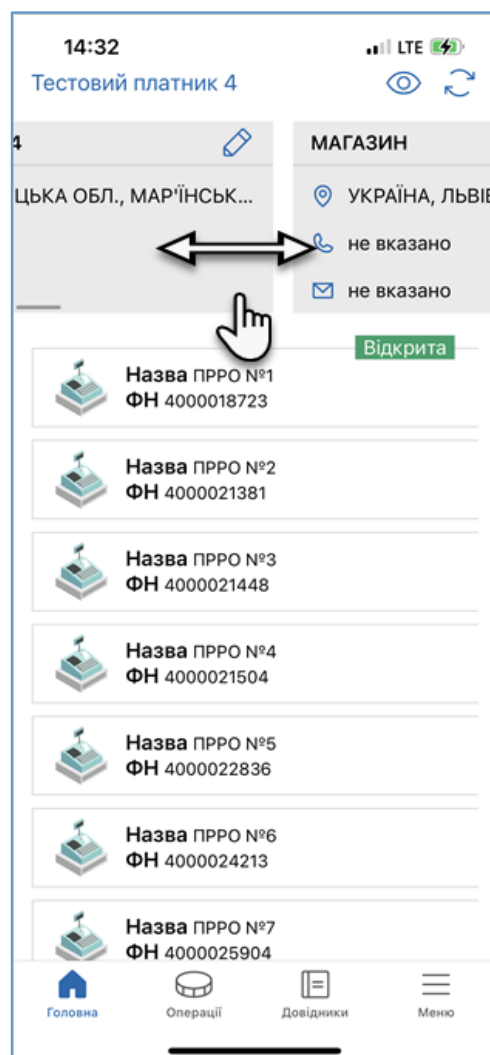 14:32
LTE
Тестовий платник 4
4
МАГАЗИН
ЦЬКА ОБЛ., МАР'ЇНСЬК...
УКРАЇНА, ЛЬВІВ
не вказано
не вказано
Відкрита
Назва ПРРО №1
ФН 4000018723
Назва ПРРО №2
ФН 4000021381
Назва ПРРО №3
ФН 4000021448
Назва ПРРО №4
ФН 4000021504
Назва ПРРО №5
ФН 4000022836
Назва ПРРО №6
ФН 4000024213
Назва ПРРО №7
ФН 4000025904
Головна
Операції
Довідники
Меню